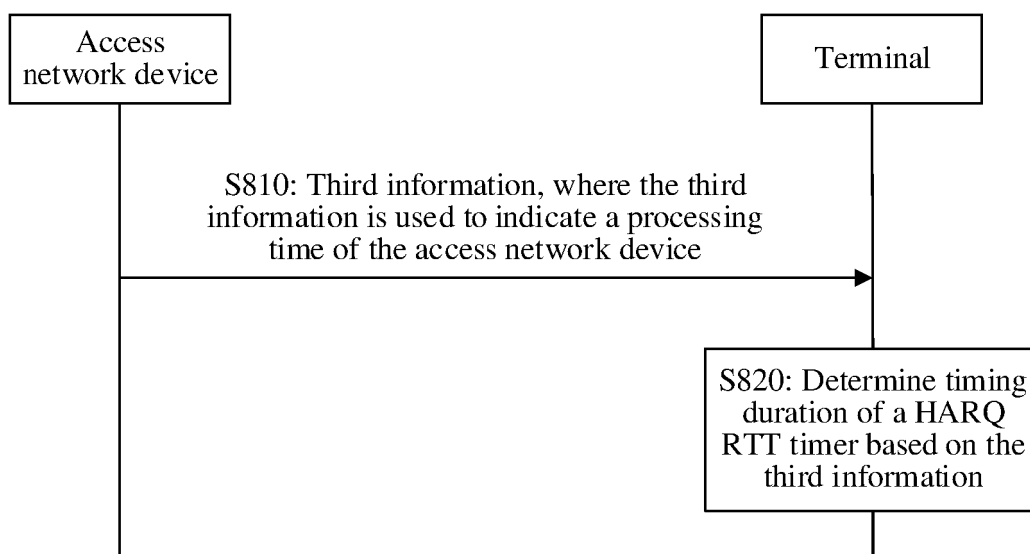 Access
network device
Terminal
S810: Third information, where the third
information is used to indicate a processing
time of the access network device
S820: Determine timing
duration of a HARQ
RTT timer based on the
third information